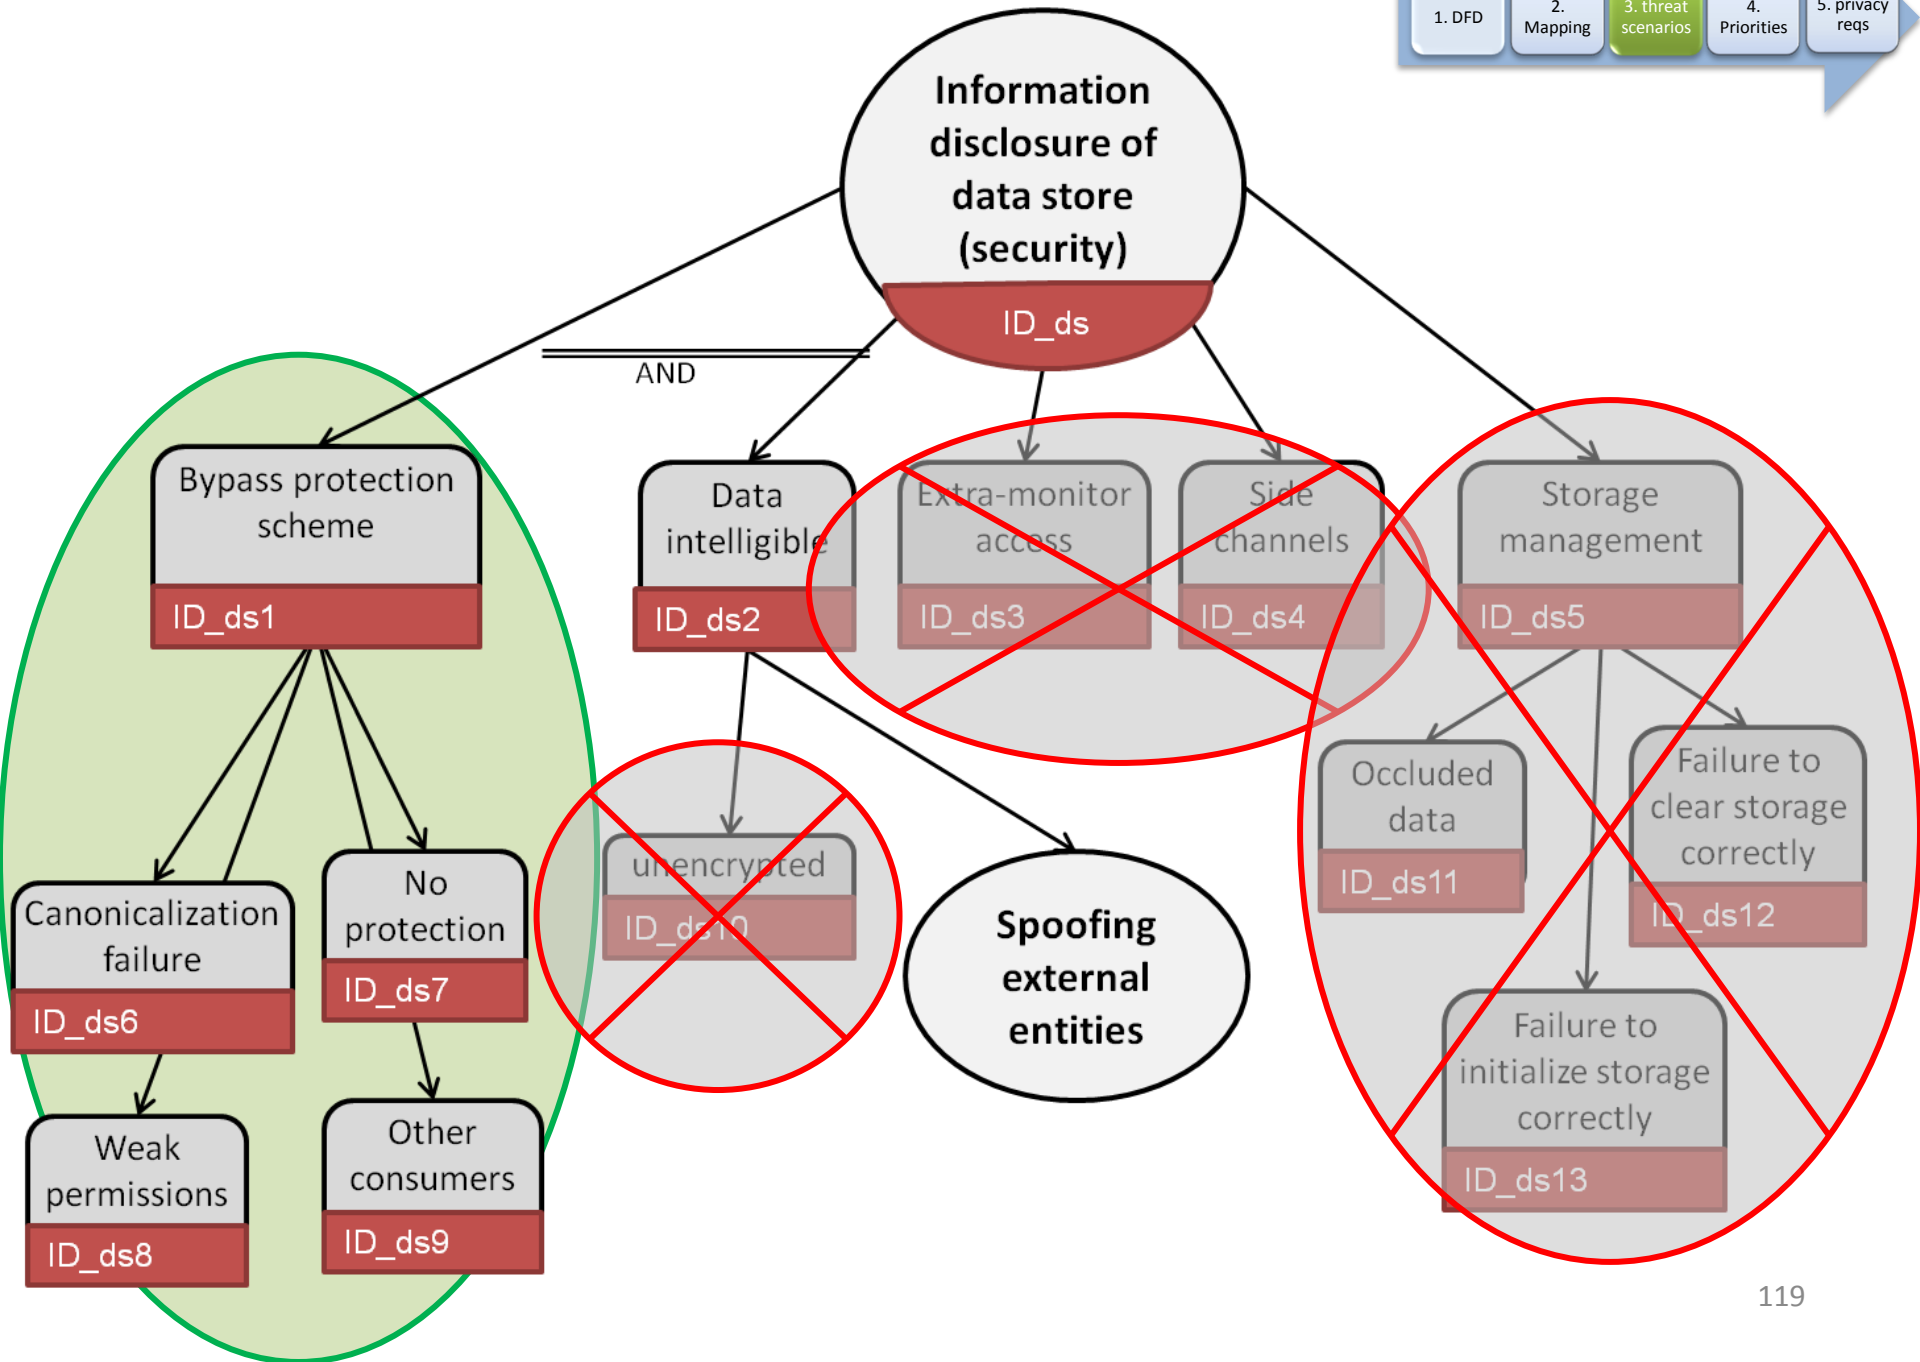 1. DFD
2.
Mapping
3. threat
scenarios
4.
Priorities
5. privacy
reqs
Information
disclosure of
data store
(security)
ID_ds
AND
Bypass protection
scheme
ID_ds1
Data
intelligible
ID_ds2
Extra-monitor
access
ID_ds3
Side
channels
ID_ds4
Storage
management
ID_ds5
Canonicalization
failure
ID_ds6
No
protection
ID_ds7
Weak
permissions
ID_ds8
Other
consumers
ID_ds9
unencrypted
ID_ds10
Spoofing
external
entities
Occluded
data
ID_ds11
Failure to
clear storage
correctly
ID_ds12
Failure to
initialize storage
correctly
ID_ds13
119